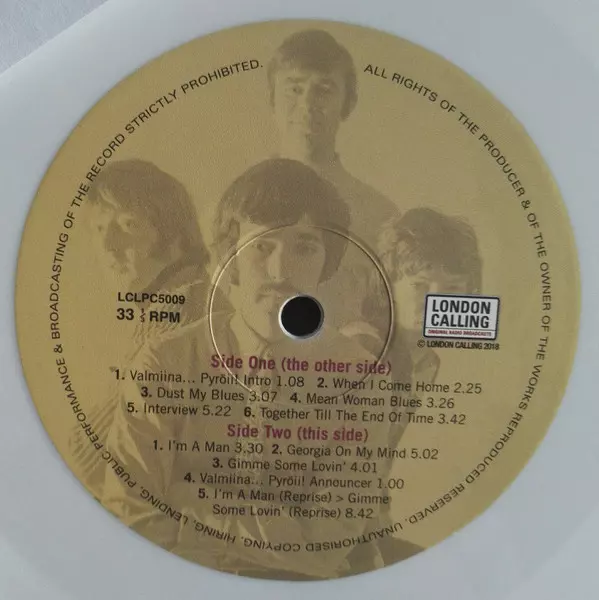 ALL RIGHTS OF THE PRODUCER & OF THE OWNER OF THE WORKS REPRODUCED RESERVED. UNAUTHORISED COPYING, HIRING, LENDING, PUBLIC PERFORMANCE & BROADCASTING OF THE RECORD STRICTLY PROHIBITED.
LCLPC5009
33 ⅓ RPM
LONDON
CALLING
ORIGINAL RADIO BROADCASTS
© LONDON CALLING 2018
Side One (the other side)
1. Valmiina... Pyröii! Intro 1.08 2. When I Come Home 2.25
3. Dust My Blues 3.07 4. Mean Woman Blues 3.26
5. Interview 5.22 6. Together Till The End Of Time 3.42
Side Two (this side)
1. I'm A Man 3.30 2. Georgia On My Mind 5.02
3. Gimme Some Lovin' 4.01
4. Valmiina... Pyröii! Announcer 1.00
5. I'm A Man (Reprise) > Gimme
Some Lovin' (Reprise) 8.42